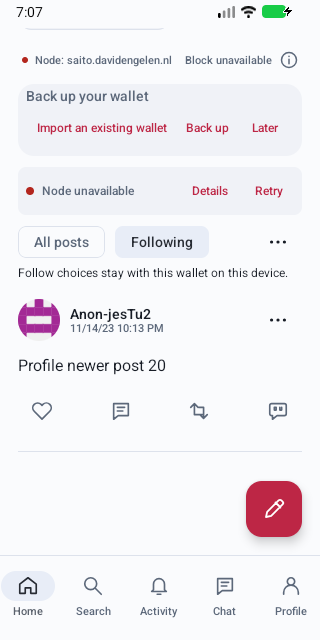 7:07
Node: saito.davidengelen.nl Block unavailable
Back up your wallet
Import an existing wallet Back up Later
Node unavailable Details Retry
All posts Following
Follow choices stay with this wallet on this device.
Anon-jesTu2
11/14/23 10:13 PM
Profile newer post 20
Home Search Activity Chat Profile